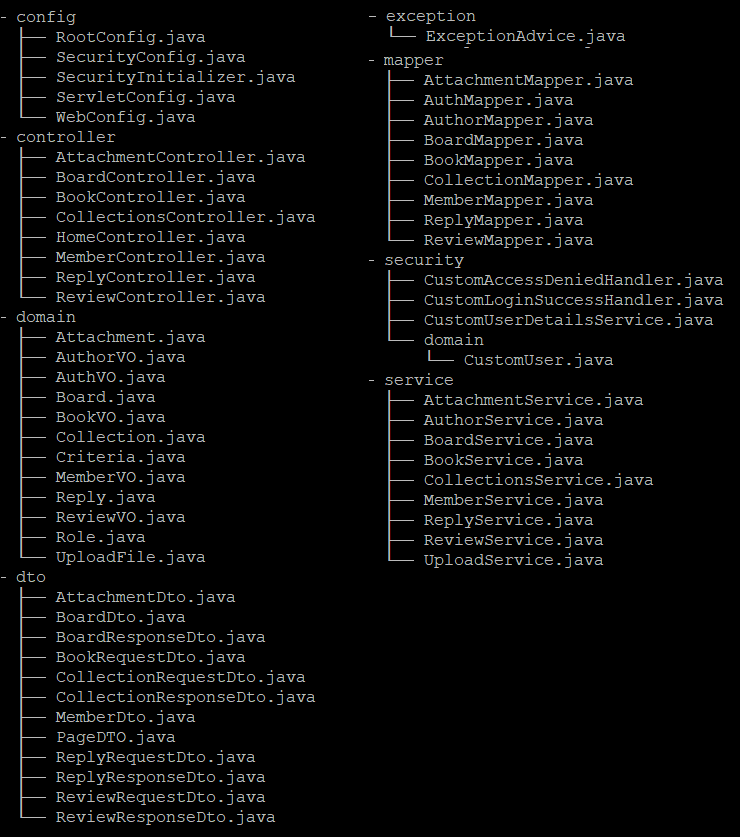 - config
├── RootConfig.java
├── SecurityConfig.java
├── SecurityInitializer.java
├── ServletConfig.java
└── WebConfig.java
- controller
├── AttachmentController.java
├── BoardController.java
├── BookController.java
├── CollectionsController.java
├── HomeController.java
├── MemberController.java
├── ReplyController.java
└── ReviewController.java
- domain
├── Attachment.java
├── AuthorVO.java
├── AuthVO.java
├── Board.java
├── BookVO.java
├── Collection.java
├── Criteria.java
├── MemberVO.java
├── Reply.java
├── ReviewVO.java
├── Role.java
└── UploadFile.java
- dto
├── AttachmentDto.java
├── BoardDto.java
├── BoardResponseDto.java
├── BookRequestDto.java
├── CollectionRequestDto.java
├── CollectionResponseDto.java
├── MemberDto.java
├── PageDTO.java
├── ReplyRequestDto.java
├── ReplyResponseDto.java
├── ReviewRequestDto.java
└── ReviewResponseDto.java
- exception
└── ExceptionAdvice.java
- mapper
├── AttachmentMapper.java
├── AuthMapper.java
├── AuthorMapper.java
├── BoardMapper.java
├── BookMapper.java
├── CollectionMapper.java
├── MemberMapper.java
├── ReplyMapper.java
└── ReviewMapper.java
- security
├── CustomAccessDeniedHandler.java
├── CustomLoginSuccessHandler.java
├── CustomUserDetailsService.java
└── domain
    └── CustomUser.java
- service
├── AttachmentService.java
├── AuthorService.java
├── BoardService.java
├── BookService.java
├── CollectionsService.java
├── MemberService.java
├── ReplyService.java
├── ReviewService.java
└── UploadService.java